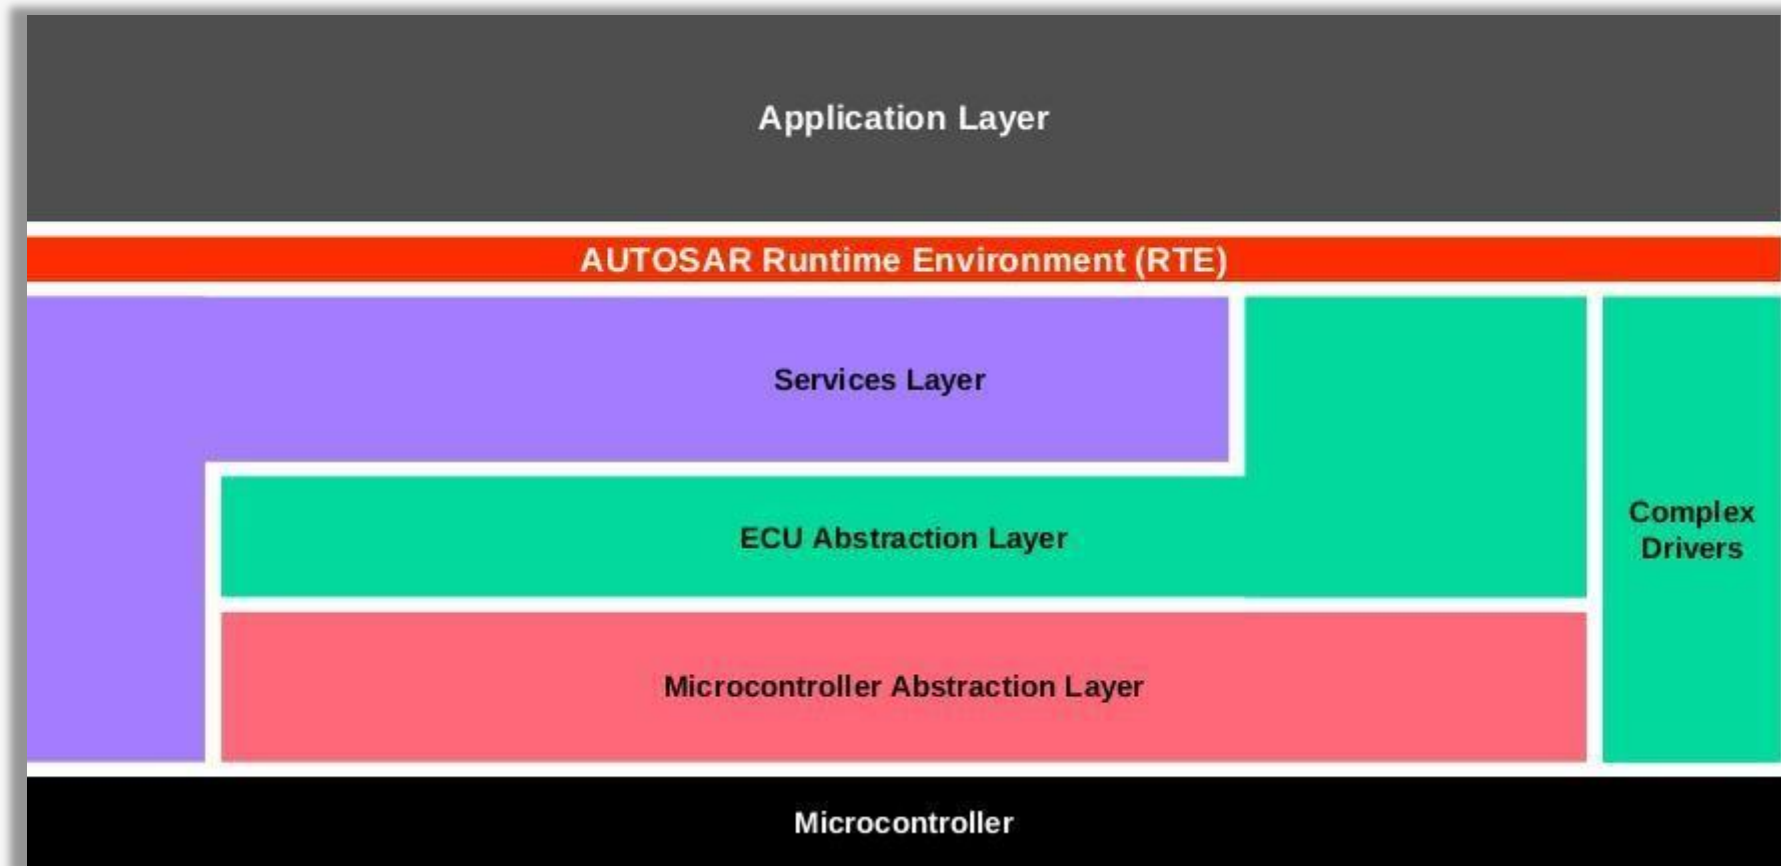 Application Layer
AUTOSAR Runtime Environment (RTE)
Services Layer
ECU Abstraction Layer
Complex
Drivers
Microcontroller Abstraction Layer
Microcontroller